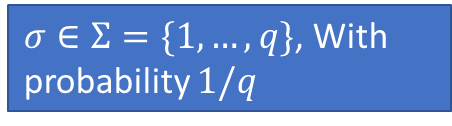 σ ∈ Σ = {1, … , q}, With
probability 1/q